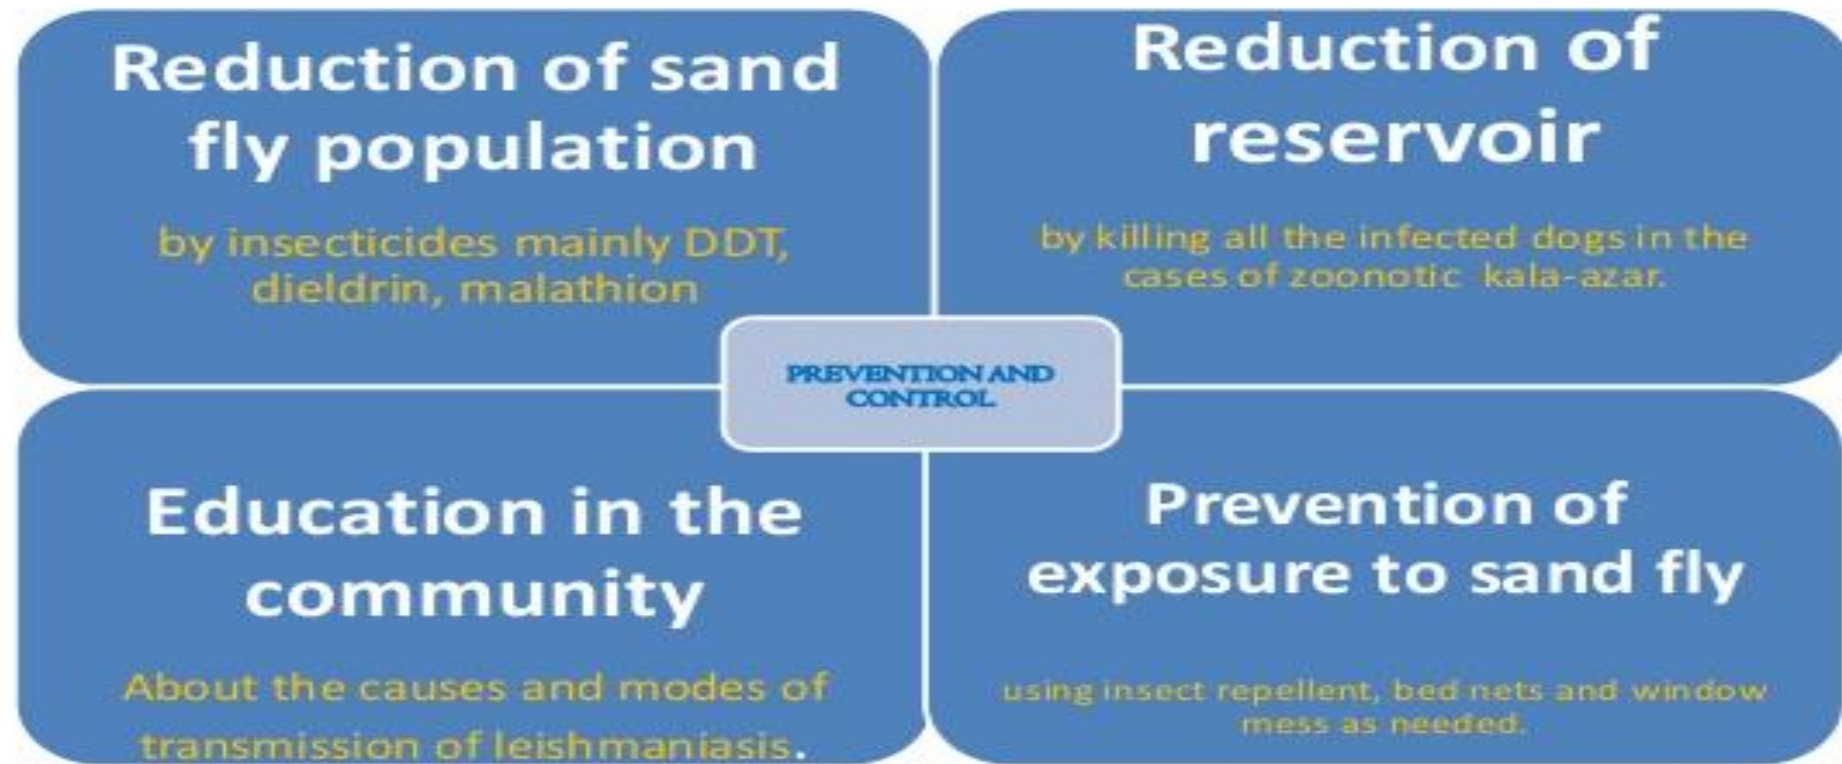 Reduction of sand
fly population
by insecticides mainly DDT,
dieldrin, malathion
Reduction of
reservoir
by killing all the infected dogs in the
cases of zoonotic kala-azar.
PREVENTION AND
CONTROL
Education in the
community
About the causes and modes of
transmission of leishmaniasis.
Prevention of
exposure to sand fly
using insect repellent, bed nets and window
mess as needed.